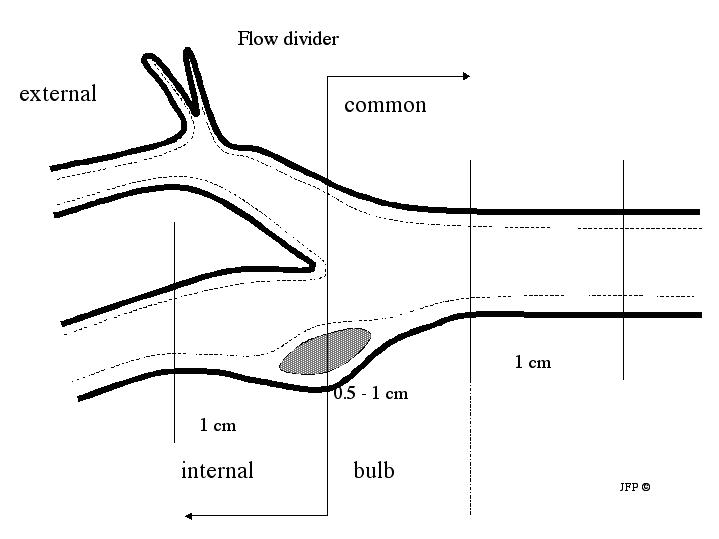 Flow divider
external
common
1 cm
0.5 - 1 cm
1 cm
internal
bulb
JFP ©